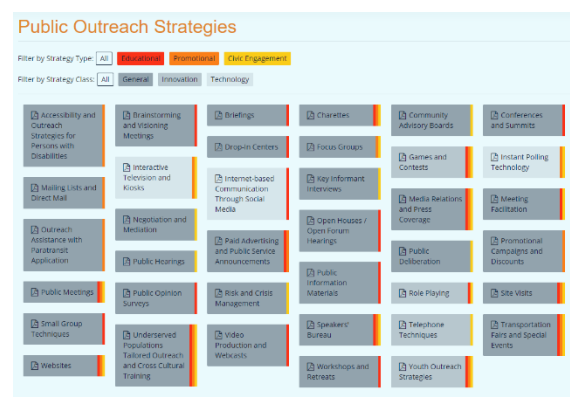 Public Outreach Strategies
Filter by Strategy Type: All Educational Promotional Civic Engagement
Filter by Strategy Class: All General Innovation Technology
Accessibility and
Outreach
Strategies for
Persons with
Disabilities
Mailing Lists and
Direct Mail
Outreach
Assistance with
Paratransit
Application
Public Meetings
Small Group
Techniques
Websites
Brainstorming
and Visioning
Meetings
Interactive
Television and
Kiosks
Negotiation and
Mediation
Public Hearings
Public Opinion
Surveys
Underserved
Populations
Tailored Outreach
and Cross Cultural
Training
Briefings
Drop-in Centers
Internet-based
Communication
Through Social
Media
Paid Advertising
and Public Service
Announcements
Risk and Crisis
Management
Video
Production and
Webcasts
Charettes
Focus Groups
Key Informant
Interviews
Open Houses /
Open Forum
Hearings
Public
Information
Materials
Speakers'
Bureau
Workshops and
Retreats
Community
Advisory Boards
Games and
Contests
Media Relations
and Press
Coverage
Public
Deliberation
Role Playing
Telephone
Techniques
Youth Outreach
Strategies
Conferences
and Summits
Instant Polling
Technology
Meeting
Facilitation
Promotional
Campaigns and
Discounts
Site Visits
Transportation
Fairs and Special
Events